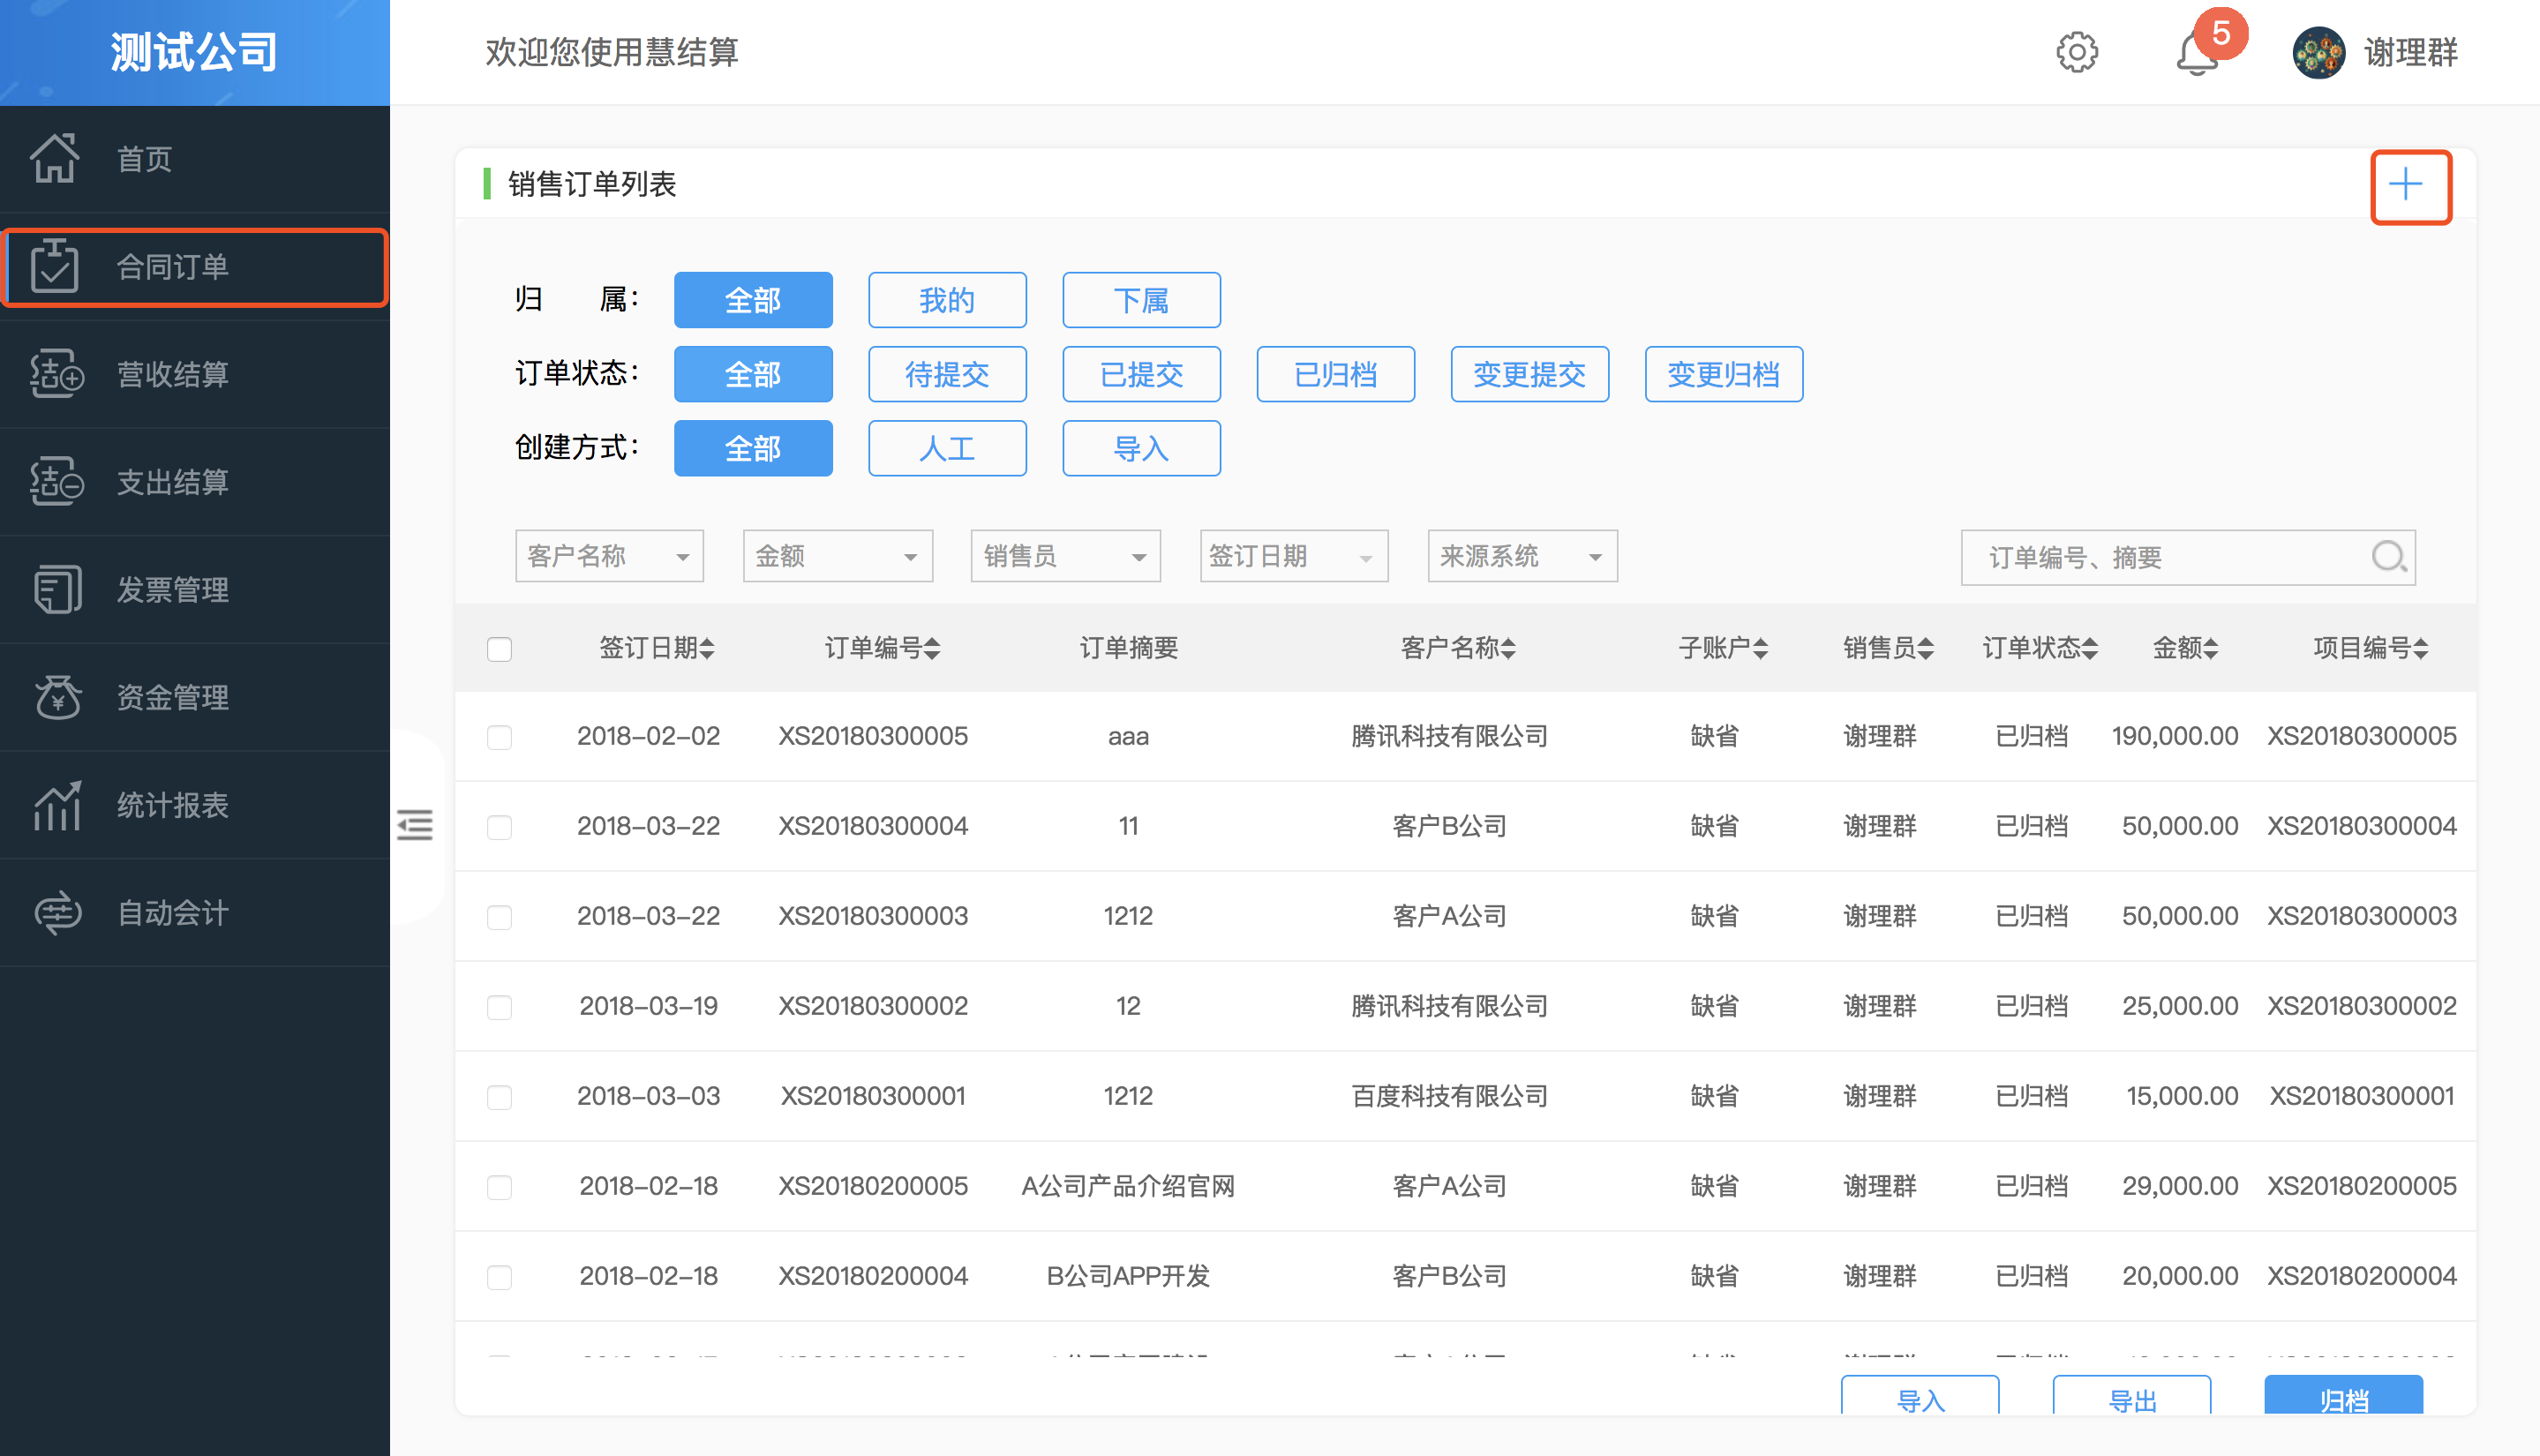 测试公司
欢迎您使用慧结算
5
谢理群
首页
合同订单
营收结算
支出结算
发票管理
资金管理
统计报表
自动会计
销售订单列表
归 属： 全部 我的 下属
订单状态： 全部 待提交 已提交 已归档 变更提交 变更归档
创建方式： 全部 人工 导入
客户名称 金额 销售员 签订日期 来源系统 订单编号、摘要
签订日期 订单编号 订单摘要 客户名称 子账户 销售员 订单状态 金额 项目编号
2018-02-02 XS20180300005 aaa 腾讯科技有限公司 缺省 谢理群 已归档 190,000.00 XS20180300005
2018-03-22 XS20180300004 11 客户B公司 缺省 谢理群 已归档 50,000.00 XS20180300004
2018-03-22 XS20180300003 1212 客户A公司 缺省 谢理群 已归档 50,000.00 XS20180300003
2018-03-19 XS20180300002 12 腾讯科技有限公司 缺省 谢理群 已归档 25,000.00 XS20180300002
2018-03-03 XS20180300001 1212 百度科技有限公司 缺省 谢理群 已归档 15,000.00 XS20180300001
2018-02-18 XS20180200005 A公司产品介绍官网 客户A公司 缺省 谢理群 已归档 29,000.00 XS20180200005
2018-02-18 XS20180200004 B公司APP开发 客户B公司 缺省 谢理群 已归档 20,000.00 XS20180200004
导入 导出 归档